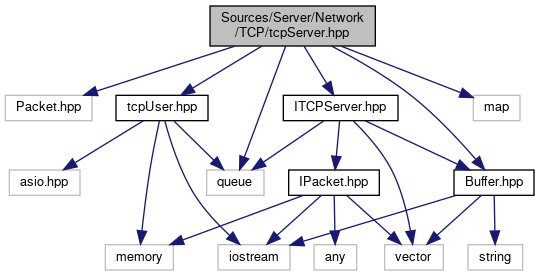 Sources/Server/Network
/TCP/tcpServer.hpp
Packet.hpp
tcpUser.hpp
ITCPServer.hpp
map
asio.hpp
queue
IPacket.hpp
Buffer.hpp
memory
iostream
any
vector
string